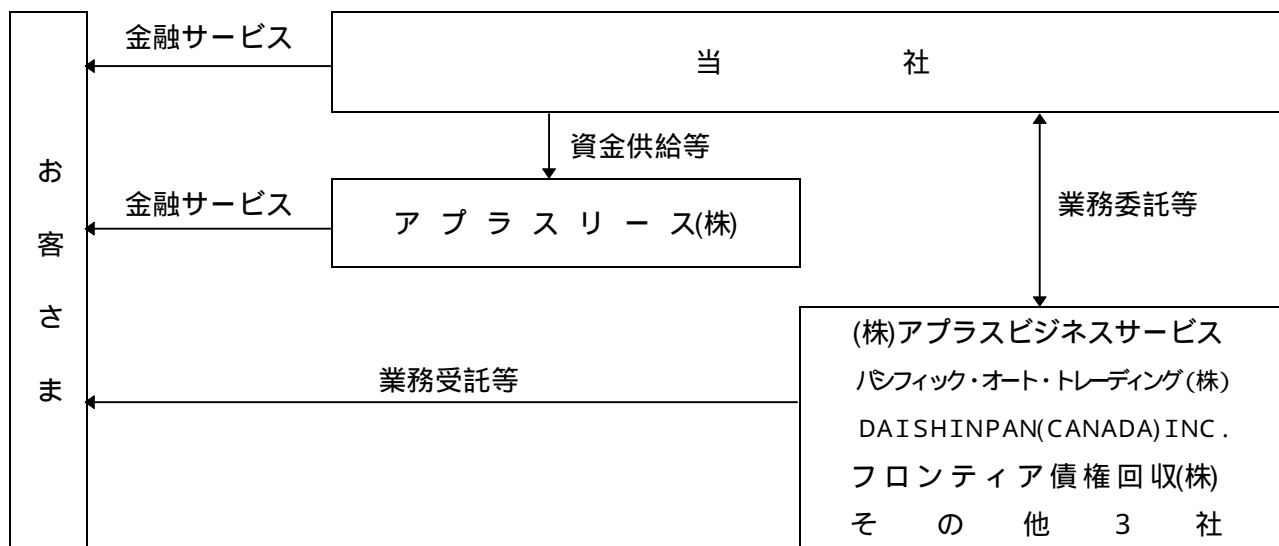 お客さま
金融サービス
当社
資金供給等
業務委託等
金融サービス
アプラスリース(株)
業務受託等
(株)アプラスビジネスサービス
パシフィック・オート・トレーディング(株)
DAISHINPAN(CANADA)INC.
フロンティア債権回収(株)
その他3社